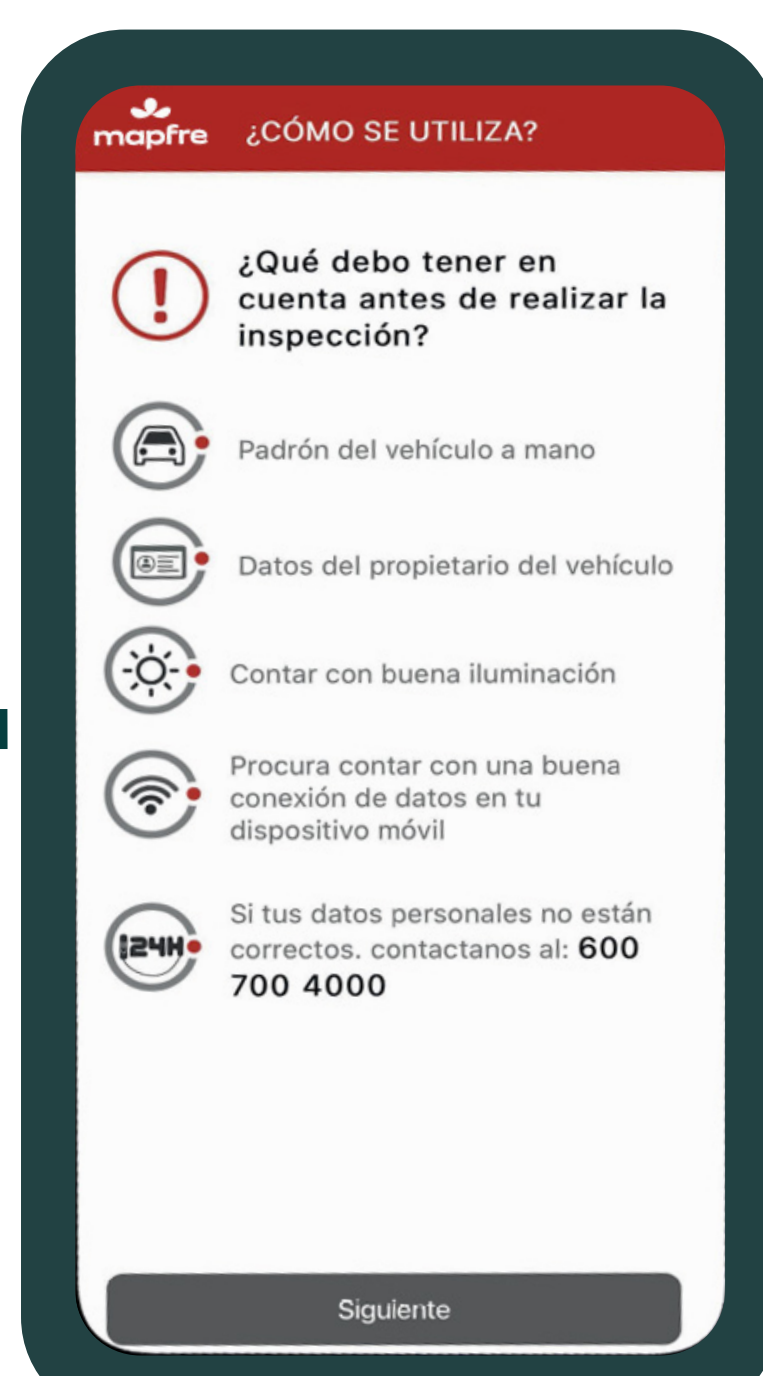 mapfre
¿CÓMO SE UTILIZA?
¿Qué debo tener en
cuenta antes de realizar la
inspección?
Padrón del vehículo a mano
Datos del propietario del vehículo
Contar con buena iluminación
Procura contar con una buena
conexión de datos en tu
dispositivo móvil
24H
Si tus datos personales no están
correctos. contactanos al: 600
700 4000
Siguiente